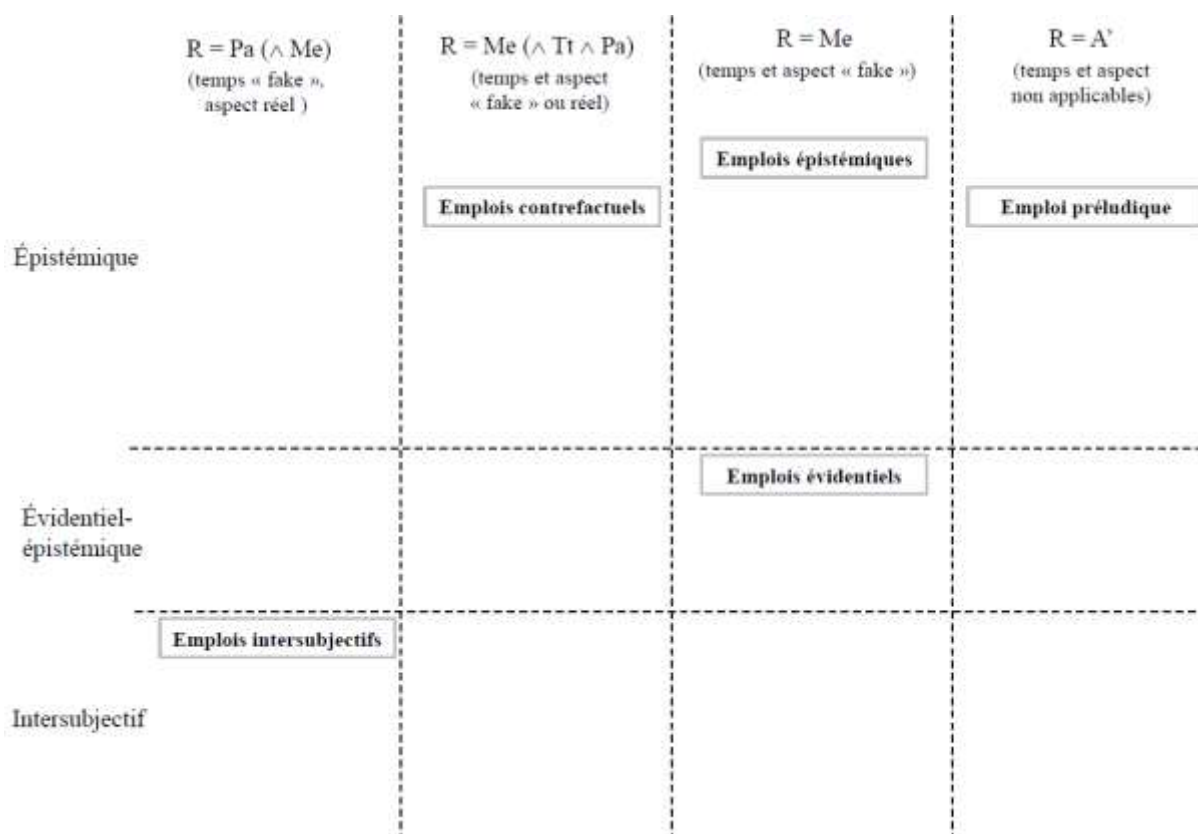 R = Pa (∧ Me)
(temps « fake »,
aspect réel )
R = Me (∧ Tt ∧ Pa)
(temps et aspect
« fake » ou réel)
R = Me
(temps et aspect « fake »)
R = A’
(temps et aspect
non applicables)
Emplois épistémiques
Emplois contrefactuels
Emploi préludique
Épistémique
Emplois évidentiels
Évidentiel-
épistémique
Emplois intersubjectifs
Intersubjectif